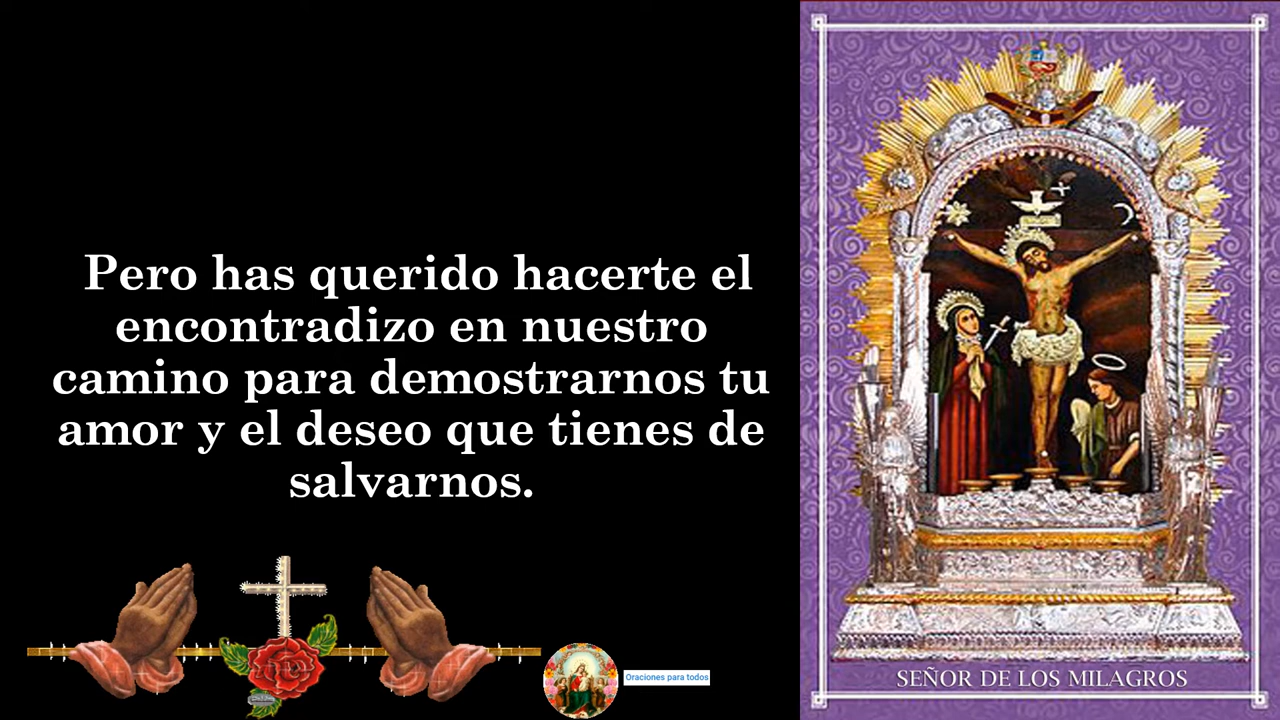 Pero has querido hacerte el
encontradizo en nuestro
camino para demostrarnos tu
amor y el deseo que tienes de
salvarnos.
Oraciones para todos
SEÑOR DE LOS MILAGROS